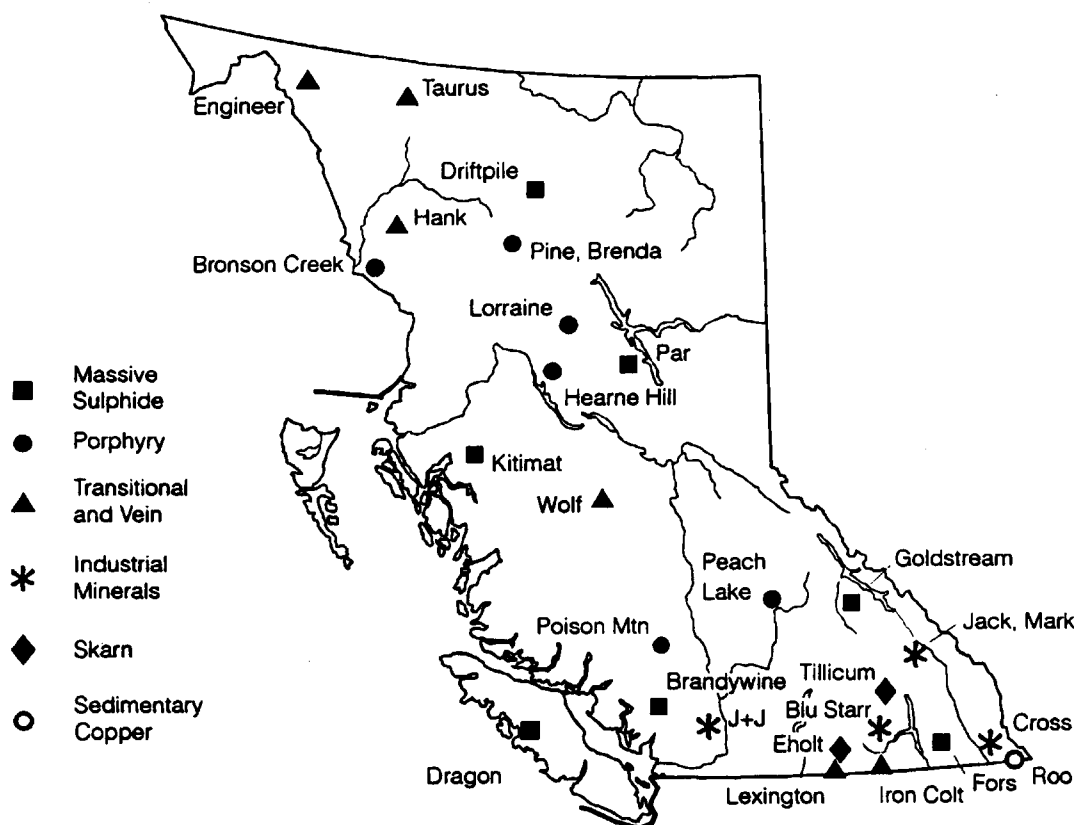 Engineer
Taurus
Driftpile
Hank
Pine, Brenda
Bronson Creek
Lorraine
Par
Hearne Hill
Massive
Sulphide
Porphyry
Transitional
and Vein
Industrial
Minerals
Skarn
Sedimentary
Copper
Kitimat
Wolf
Peach
Lake
Goldstream
Jack, Mark
Poison Mtn
Tillicum
Brandywine
J+J
Blu Starr
Cross
Eholt
Dragon
Lexington
Iron Colt
Fors
Roo